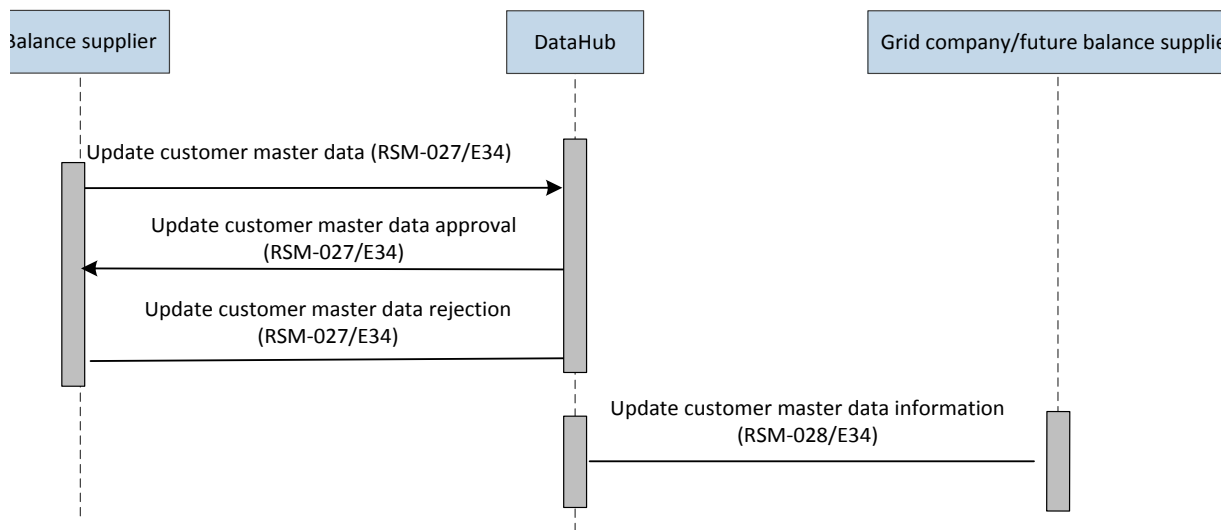 Balance supplier
DataHub
Grid company/future balance supplie
Update customer master data (RSM-027/E34)
Update customer master data approval
(RSM-027/E34)
Update customer master data rejection
(RSM-027/E34)
Update customer master data information
(RSM-028/E34)